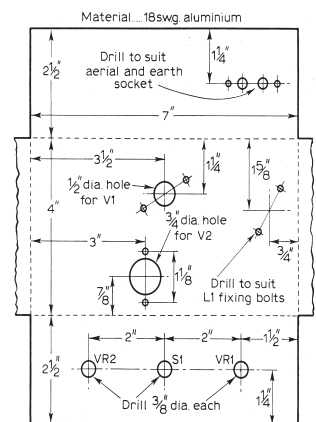 Material.....18swg. aluminium
Drill to suit
aerial and earth
socket
1¼"
2½"
7"
3½"
1¼"
1⅝"
½" dia. hole
for V1
4"
¾" dia. hole
for V2
3"
1⅛"
⅞"
Drill to suit
L1 fixing bolts
¾"
2"
2"
1½"
VR2
S1
VR1
2½"
Drill ⅜" dia. each
1¼"